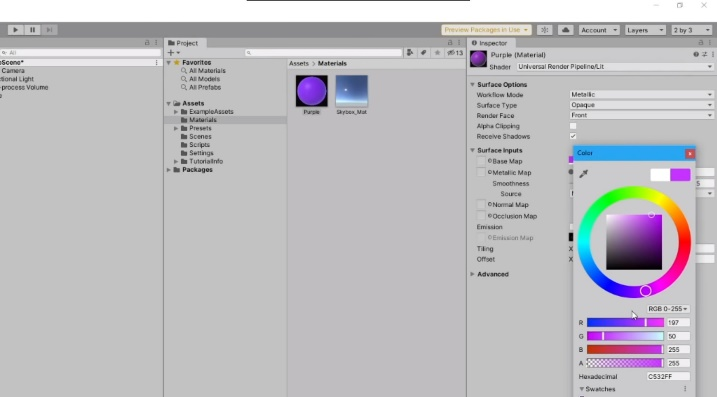 Preview Packages in Use
Account
Layers
2 by 3
Project
Inspector
All
13
Scene*
Camera
tional Light
-process Volume
Favorites
All Materials
All Models
All Prefabs
Assets
ExampleAssets
Materials
Presets
Scenes
Scripts
Settings
TutorialInfo
Packages
Assets > Materials
Purple
Skybox_Mat
Purple (Material)
Shader
Universal Render Pipeline/Lit
Surface Options
Workflow Mode
Metallic
Surface Type
Opaque
Render Face
Front
Alpha Clipping
Receive Shadows
Surface Inputs
Base Map
Metallic Map
Smoothness
5
Source
Normal Map
Occlusion Map
Emission
Emission Map
Tiling
X
Offset
X
Advanced
Color
RGB 0-255
R
197
G
50
B
255
A
255
Hexadecimal
C532FF
Swatches